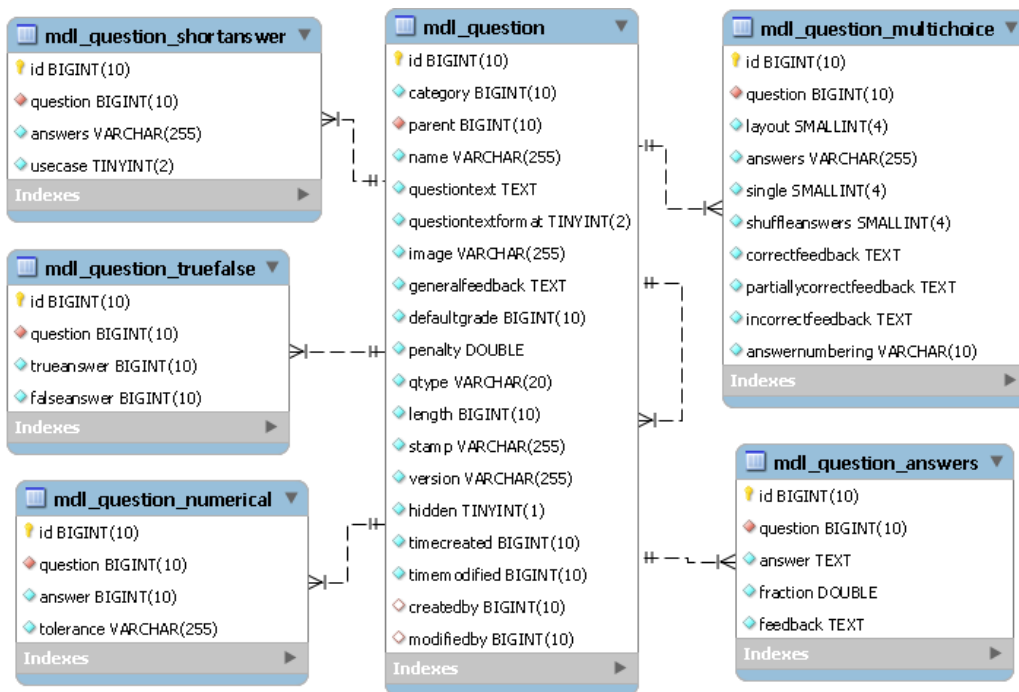 mdl_question_shortanswer
id BIGINT(10)
question BIGINT(10)
answers VARCHAR(255)
usecase TINYINT(2)
Indexes
mdl_question_truefalse
id BIGINT(10)
question BIGINT(10)
trueanswer BIGINT(10)
falseanswer BIGINT(10)
Indexes
mdl_question_numerical
id BIGINT(10)
question BIGINT(10)
answer BIGINT(10)
tolerance VARCHAR(255)
Indexes
mdl_question
id BIGINT(10)
category BIGINT(10)
parent BIGINT(10)
name VARCHAR(255)
questiontext TEXT
questiontextformat TINYINT(2)
image VARCHAR(255)
generalfeedback TEXT
defaultgrade BIGINT(10)
penalty DOUBLE
qtype VARCHAR(20)
length BIGINT(10)
stamp VARCHAR(255)
version VARCHAR(255)
hidden TINYINT(1)
timecreated BIGINT(10)
timemodified BIGINT(10)
createdby BIGINT(10)
modifiedby BIGINT(10)
Indexes
mdl_question_multichoice
id BIGINT(10)
question BIGINT(10)
layout SMALLINT(4)
answers VARCHAR(255)
single SMALLINT(4)
shuffleanswers SMALLINT(4)
correctfeedback TEXT
partiallycorrectfeedback TEXT
incorrectfeedback TEXT
answernumbering VARCHAR(10)
Indexes
mdl_question_answers
id BIGINT(10)
question BIGINT(10)
answer TEXT
fraction DOUBLE
feedback TEXT
Indexes